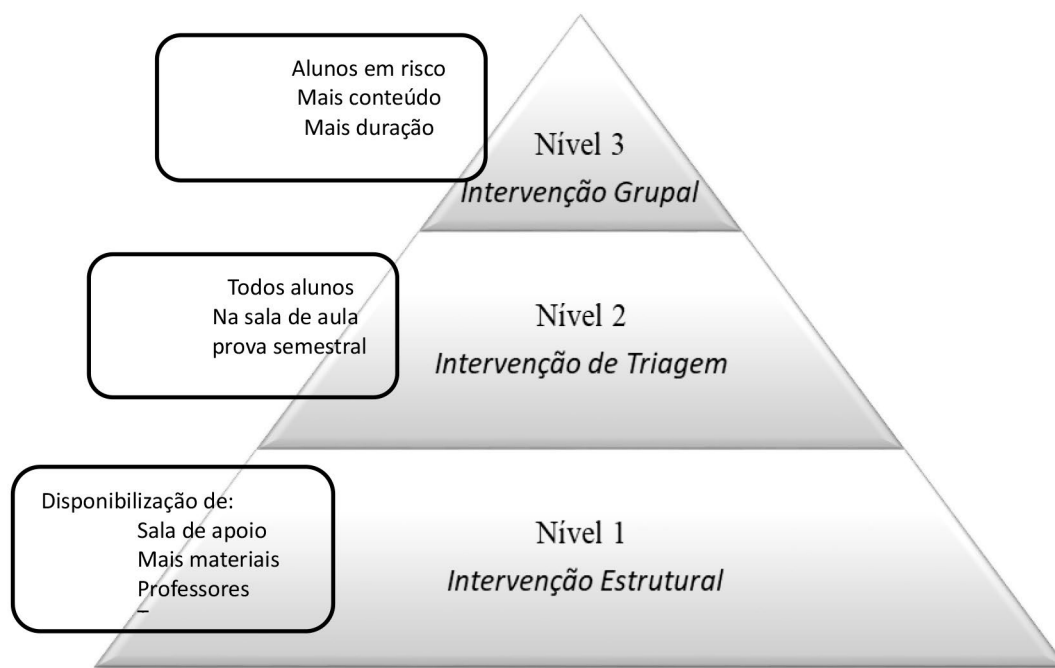 Alunos em risco
Mais conteúdo
Mais duração
Nível 3
Intervenção Grupal
Todos alunos
Na sala de aula
prova semestral
Nível 2
Intervenção de Triagem
Disponibilização de:
Sala de apoio
Mais materiais
Professores
–
Nível 1
Intervenção Estrutural